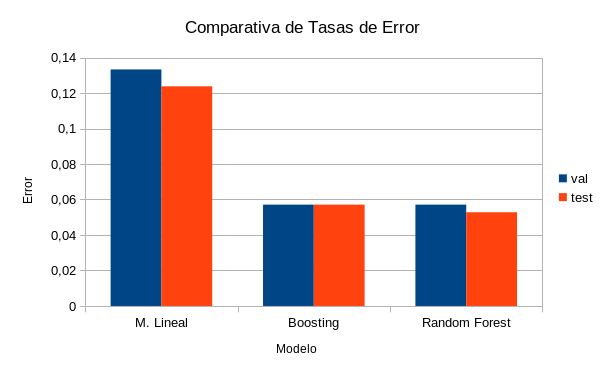 Comparativa de Tasas de Error
0,14
0,12
0,1
0,08
0,06
0,04
0,02
0
Error
val
test
M. Lineal
Boosting
Random Forest
Modelo